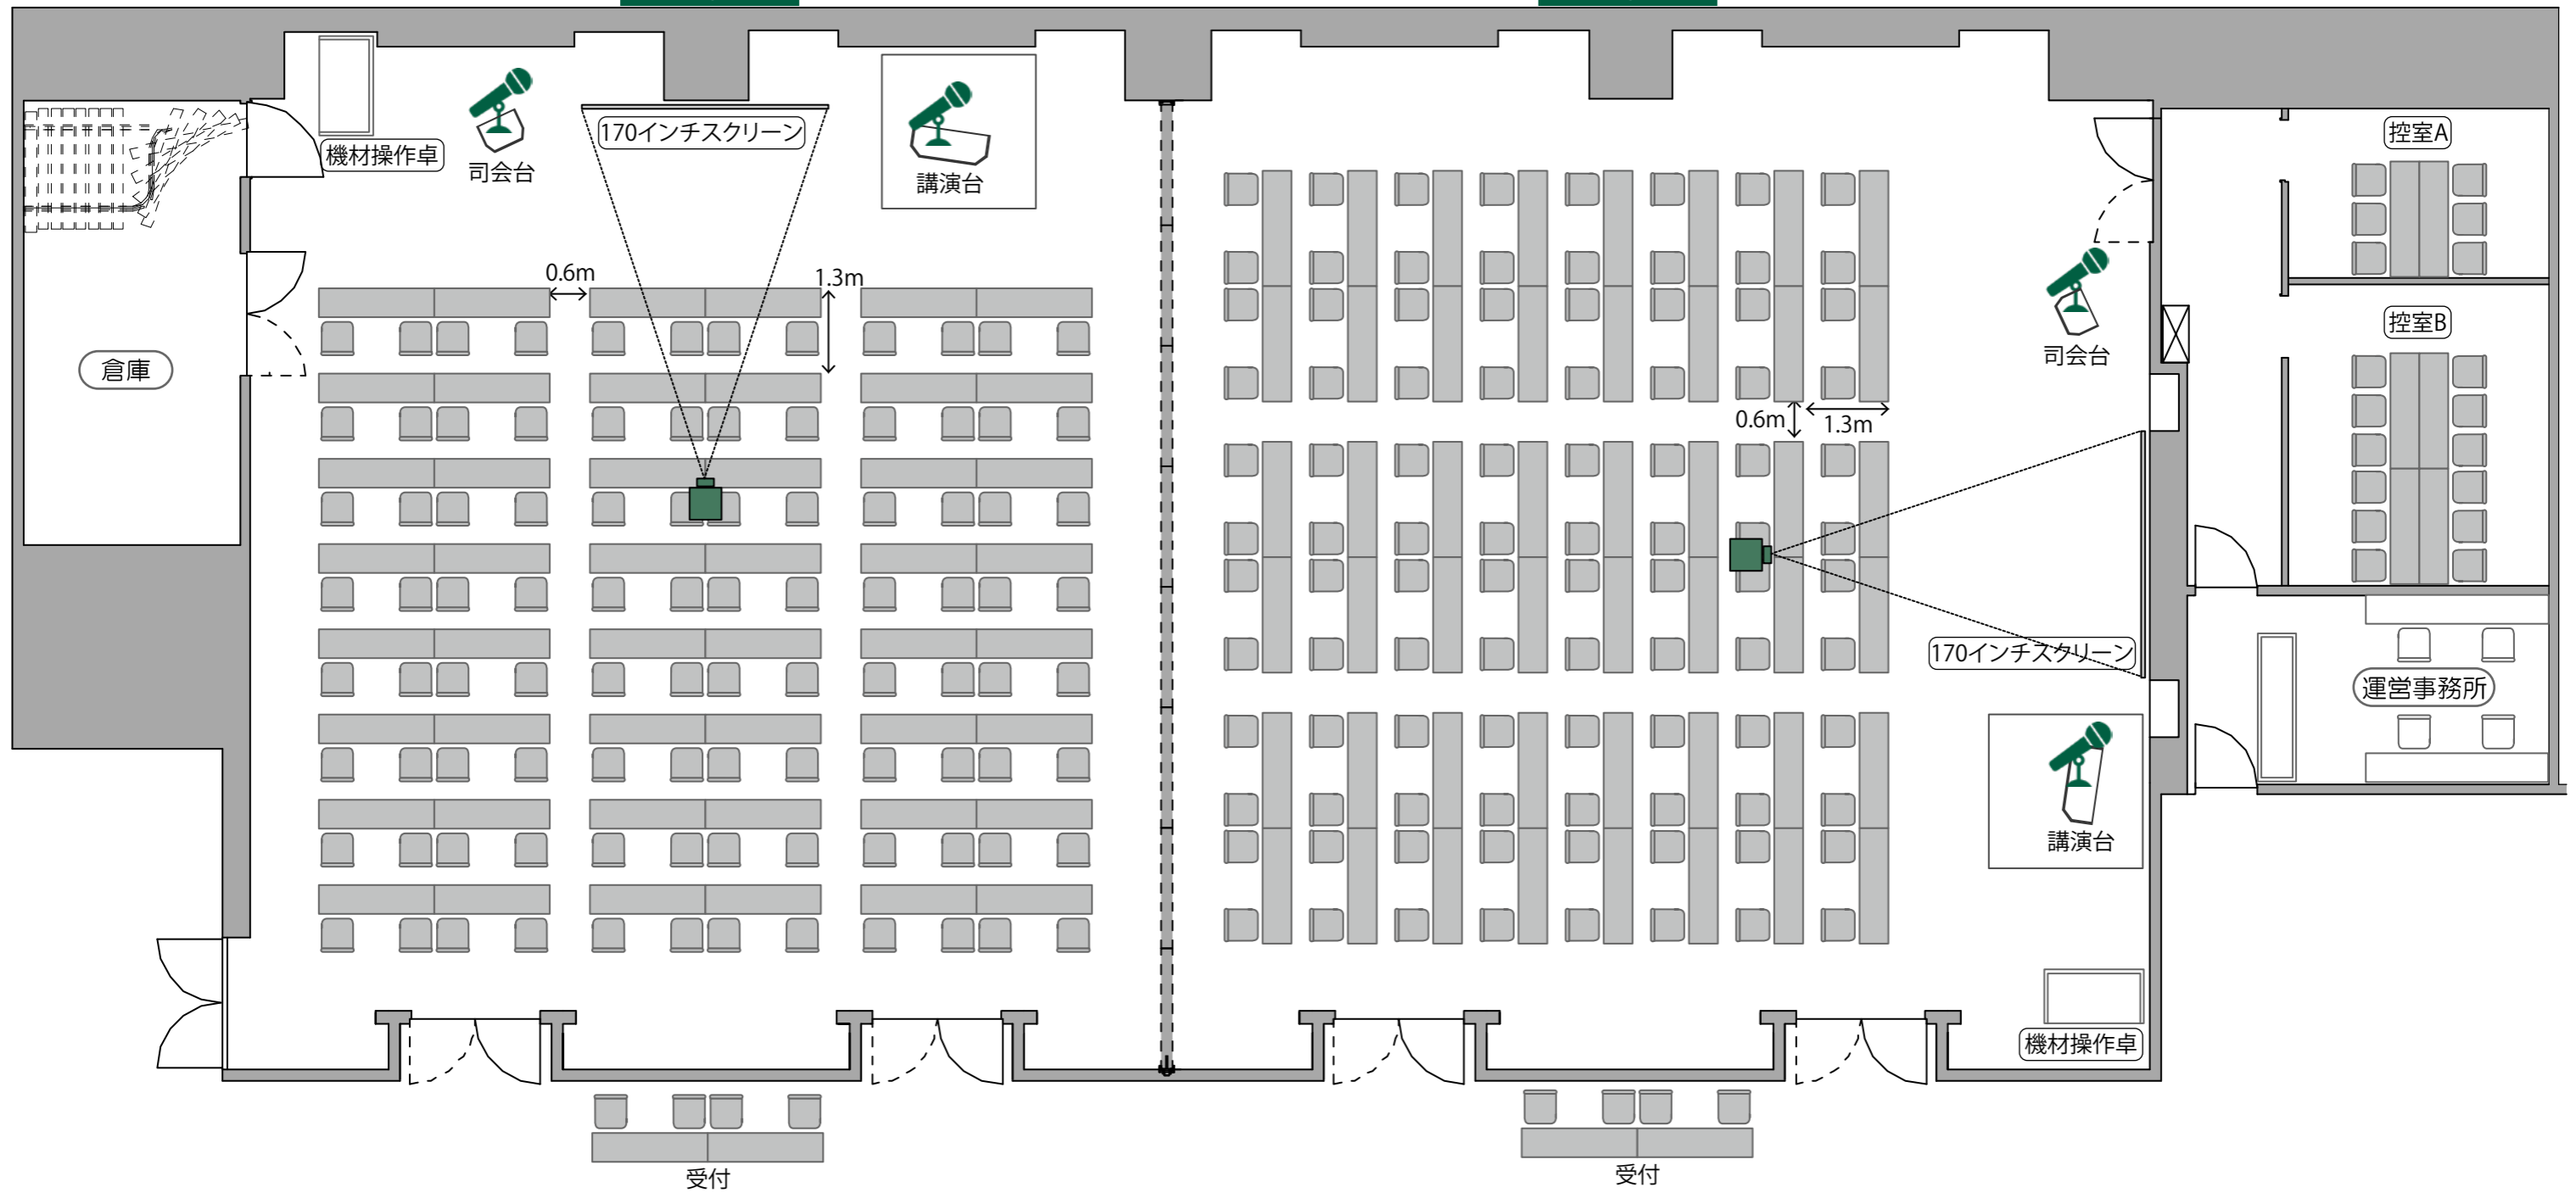 170インチスクリーン
機材操作卓
司会台
講演台
0.6m
1.3m
倉庫
受付
控室A
控室B
司会台
0.6m
1.3m
170インチスクリーン
運営事務所
講演台
機材操作卓
受付